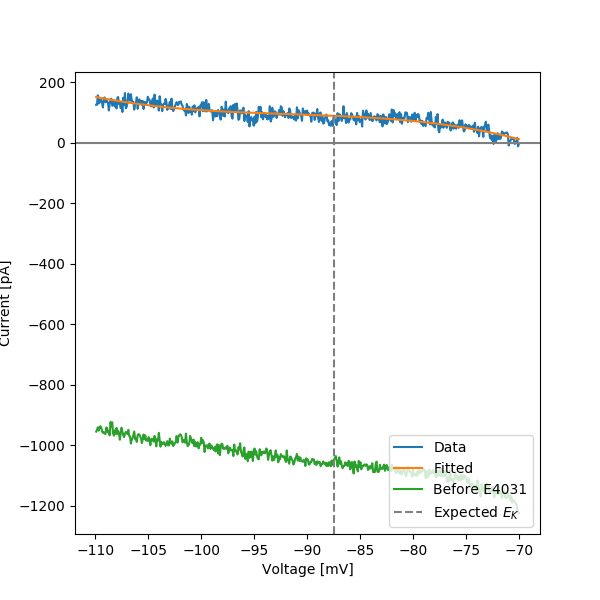 200
0
−200
−400
−600
−800
−1000
−1200
Current [pA]
−110
−105
−100
−95
−90
−85
−80
−75
−70
Voltage [mV]
Data
Fitted
Before E4031
Expected E_K